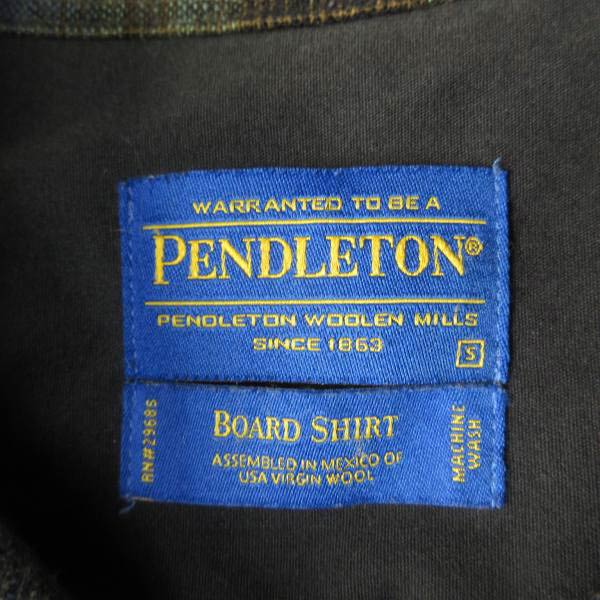 WARRANTED TO BE A
PENDLETON®
PENDLETON WOOLEN MILLS
SINCE 1863
S
RN#29685
BOARD SHIRT
ASSEMBLED IN MEXICO OF
USA VIRGIN WOOL
MACHINE
WASH